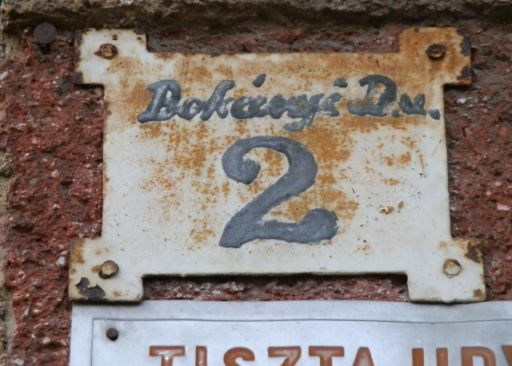 Bokányi D.u.
2
TISZTA UDV